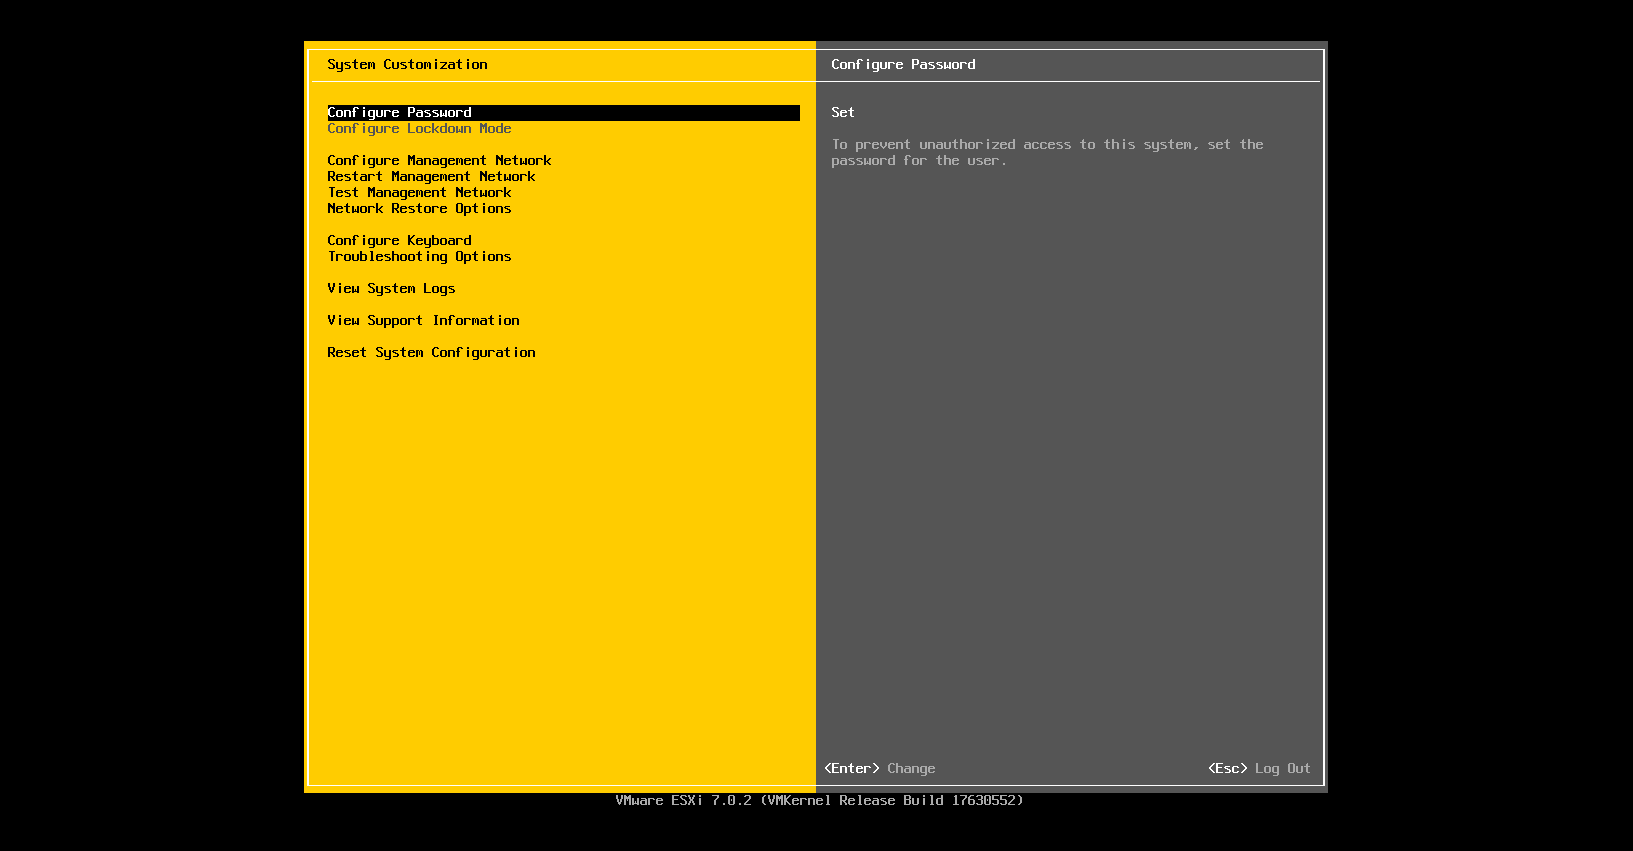 System Customization
Configure Password
Configure Lockdown Mode
Configure Management Network
Restart Management Network
Test Management Network
Network Restore Options
Configure Keyboard
Troubleshooting Options
View System Logs
View Support Information
Reset System Configuration
Configure Password
Set
To prevent unauthorized access to this system, set the
password for the user.
<Enter> Change
<Esc> Log Out
VMware ESXi 7.0.2 (VMKernel Release Build 17630552)